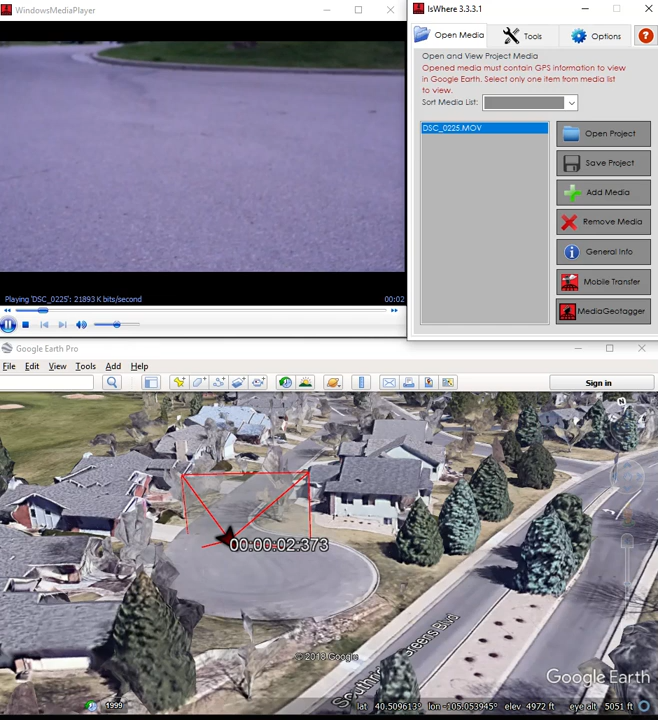 WindowsMediaPlayer
Playing 'DSC_0225': 21893 K bits/second
00:02
IsWhere 3.3.3.1
Open Media
Tools
Options
?
Open and View Project Media
Opened media must contain GPS information to view
in Google Earth. Select only one item from media list
to view.
Sort Media List:
DSC_0225.MOV
Open Project
Save Project
Add Media
Remove Media
General Info
Mobile Transfer
MediaGeotagger
Google Earth Pro
File Edit View Tools Add Help
Sign in
N
00:00:02.373
© 2018 Google
Greens Blvd
Google Earth
1999
lat 40.509613° lon -105.053945° elev 4972 ft eye alt 5051 ft